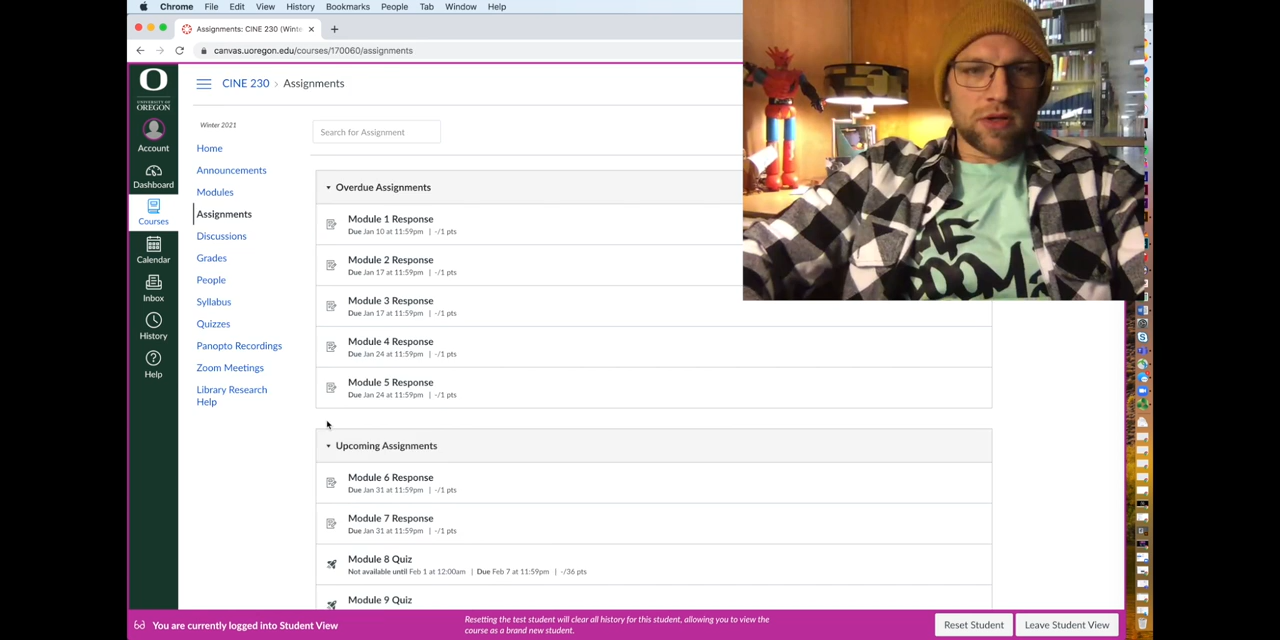 Chrome File Edit View History Bookmarks People Tab Window Help
Assignments: CINE 230 (Winte
canvas.uoregon.edu/courses/170060/assignments
O
UNIVERSITY OF
OREGON
Account
Dashboard
Courses
Calendar
Inbox
History
Help
CINE 230 > Assignments
Winter 2021
Home
Announcements
Modules
Assignments
Discussions
Grades
People
Syllabus
Quizzes
Panopto Recordings
Zoom Meetings
Library Research
Help
Search for Assignment
Overdue Assignments
Module 1 Response
Due Jan 10 at 11:59pm | -/1 pts
Module 2 Response
Due Jan 17 at 11:59pm | -/1 pts
Module 3 Response
Due Jan 17 at 11:59pm | -/1 pts
Module 4 Response
Due Jan 24 at 11:59pm | -/1 pts
Module 5 Response
Due Jan 24 at 11:59pm | -/1 pts
Upcoming Assignments
Module 6 Response
Due Jan 31 at 11:59pm | -/1 pts
Module 7 Response
Due Jan 31 at 11:59pm | -/1 pts
Module 8 Quiz
Not available until Feb 1 at 12:00am | Due Feb 7 at 11:59pm | -/36 pts
Module 9 Quiz
You are currently logged into Student View
Resetting the test student will clear all history for this student, allowing you to view the
course as a brand new student.
Reset Student
Leave Student View